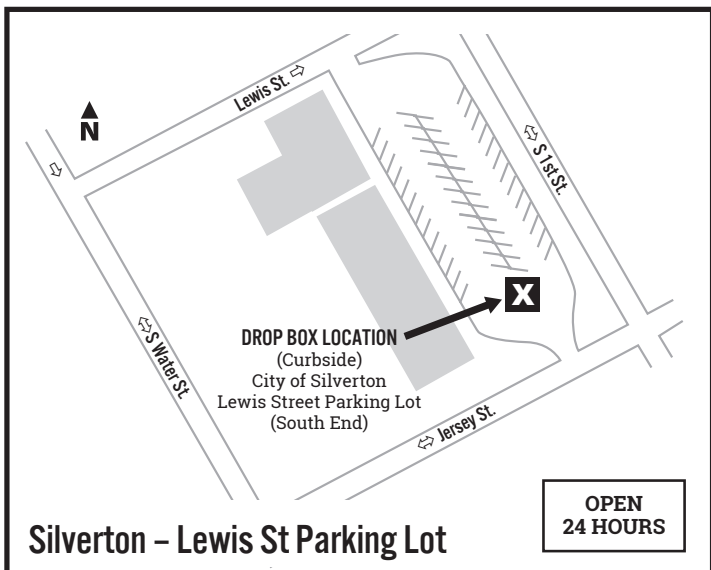 Lewis St.
N
S 1st St.
X
DROP BOX LOCATION
(Curbside)
City of Silverton
Lewis Street Parking Lot
(South End)
S Water St.
Jersey St.
OPEN
24 HOURS
Silverton – Lewis St Parking Lot